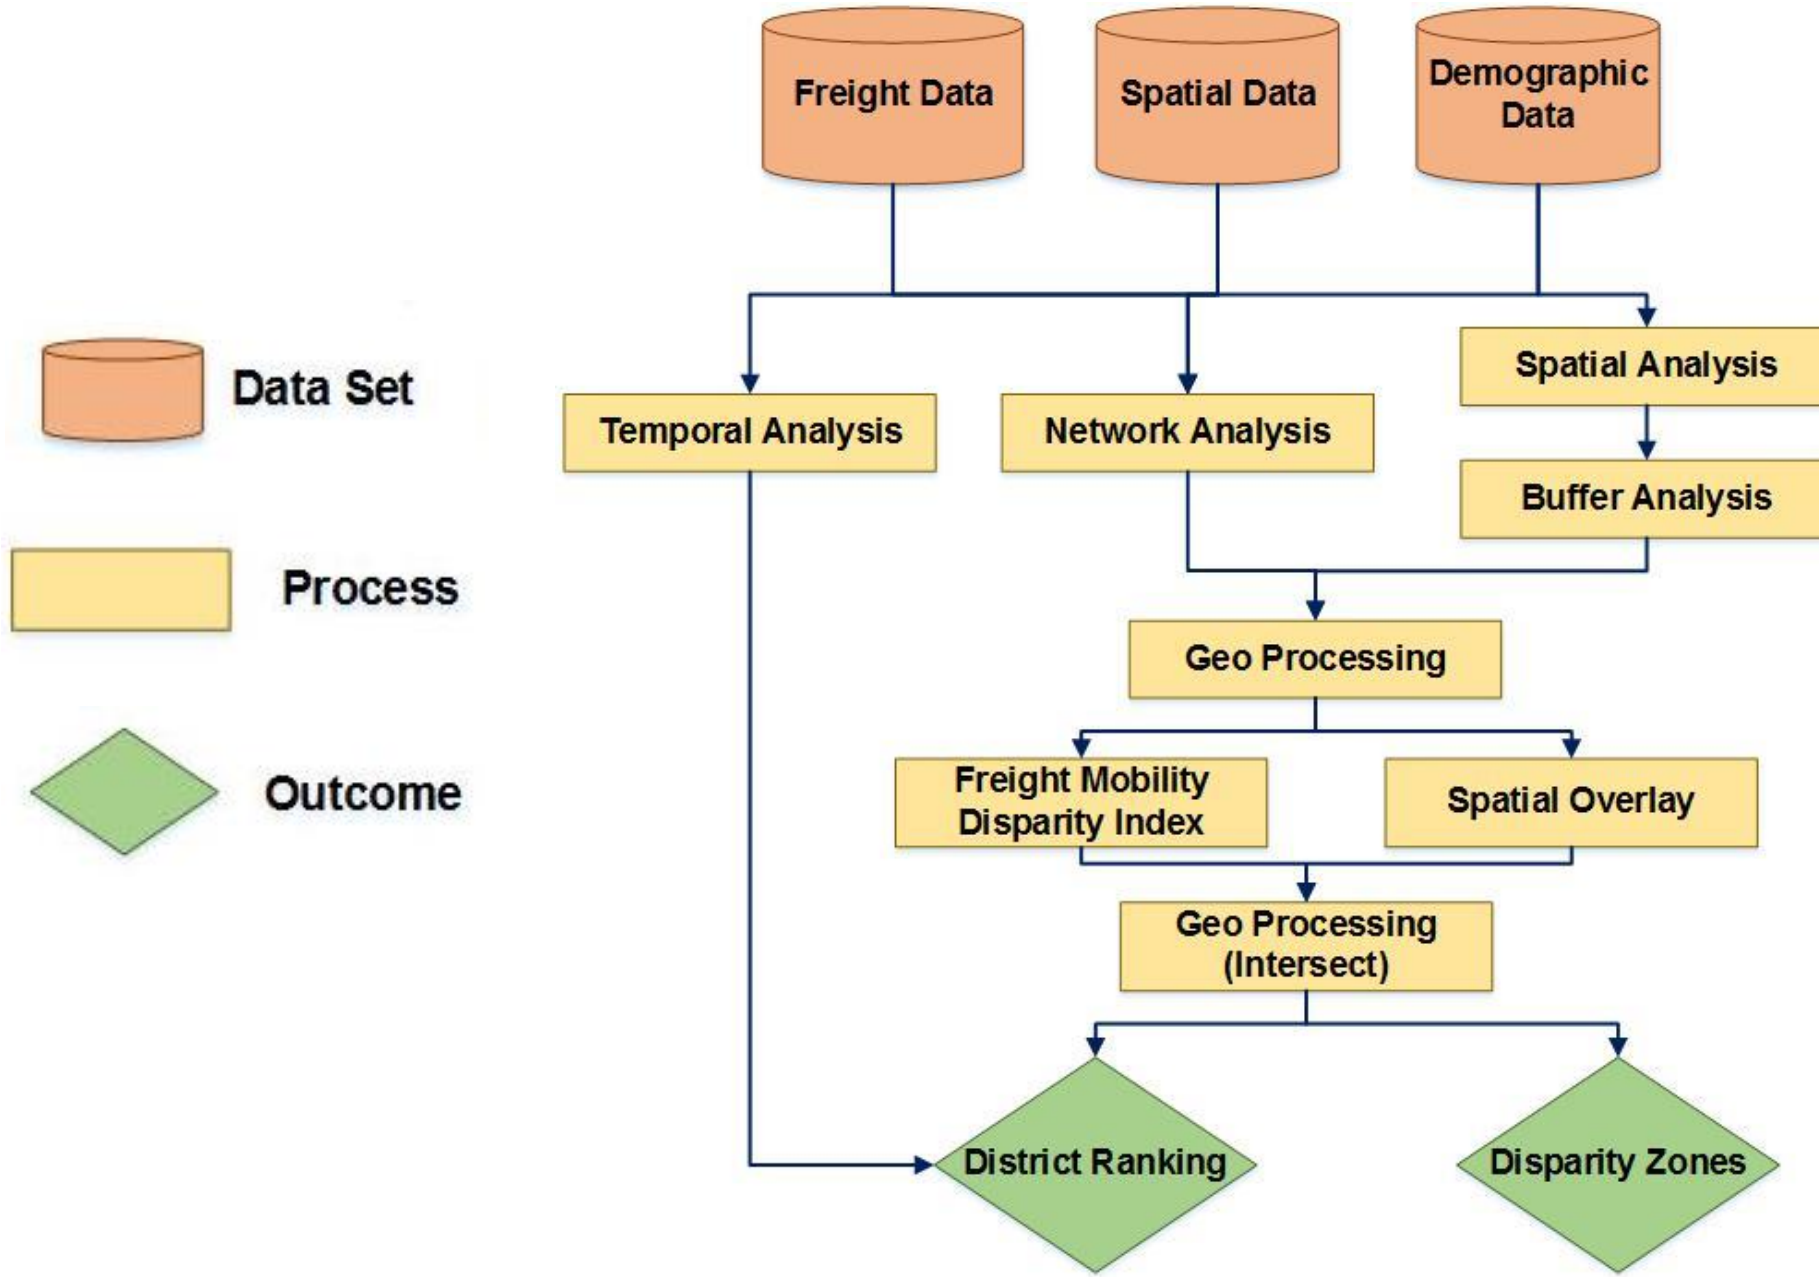 Freight Data
Spatial Data
Demographic
Data
Data Set
Process
Outcome
Temporal Analysis
Network Analysis
Spatial Analysis
Buffer Analysis
Geo Processing
Freight Mobility
Disparity Index
Spatial Overlay
Geo Processing
(Intersect)
District Ranking
Disparity Zones